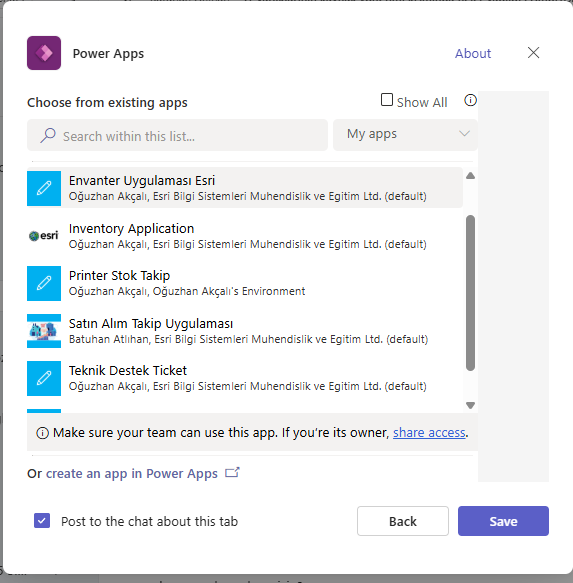 Power Apps
About
Choose from existing apps
Show All
Search within this list...
My apps
Envanter Uygulaması Esri
Oğuzhan Akçalı, Esri Bilgi Sistemleri Muhendislik ve Egitim Ltd. (default)
esri
Inventory Application
Oğuzhan Akçalı, Esri Bilgi Sistemleri Muhendislik ve Egitim Ltd. (default)
Printer Stok Takip
Oğuzhan Akçalı, Oğuzhan Akçalı's Environment
Satın Alım Takip Uygulaması
Batuhan Atlıhan, Esri Bilgi Sistemleri Muhendislik ve Egitim Ltd. (default)
Teknik Destek Ticket
Oğuzhan Akçalı, Esri Bilgi Sistemleri Muhendislik ve Egitim Ltd. (default)
Make sure your team can use this app. If you're its owner, share access.
Or create an app in Power Apps
Post to the chat about this tab
Back
Save